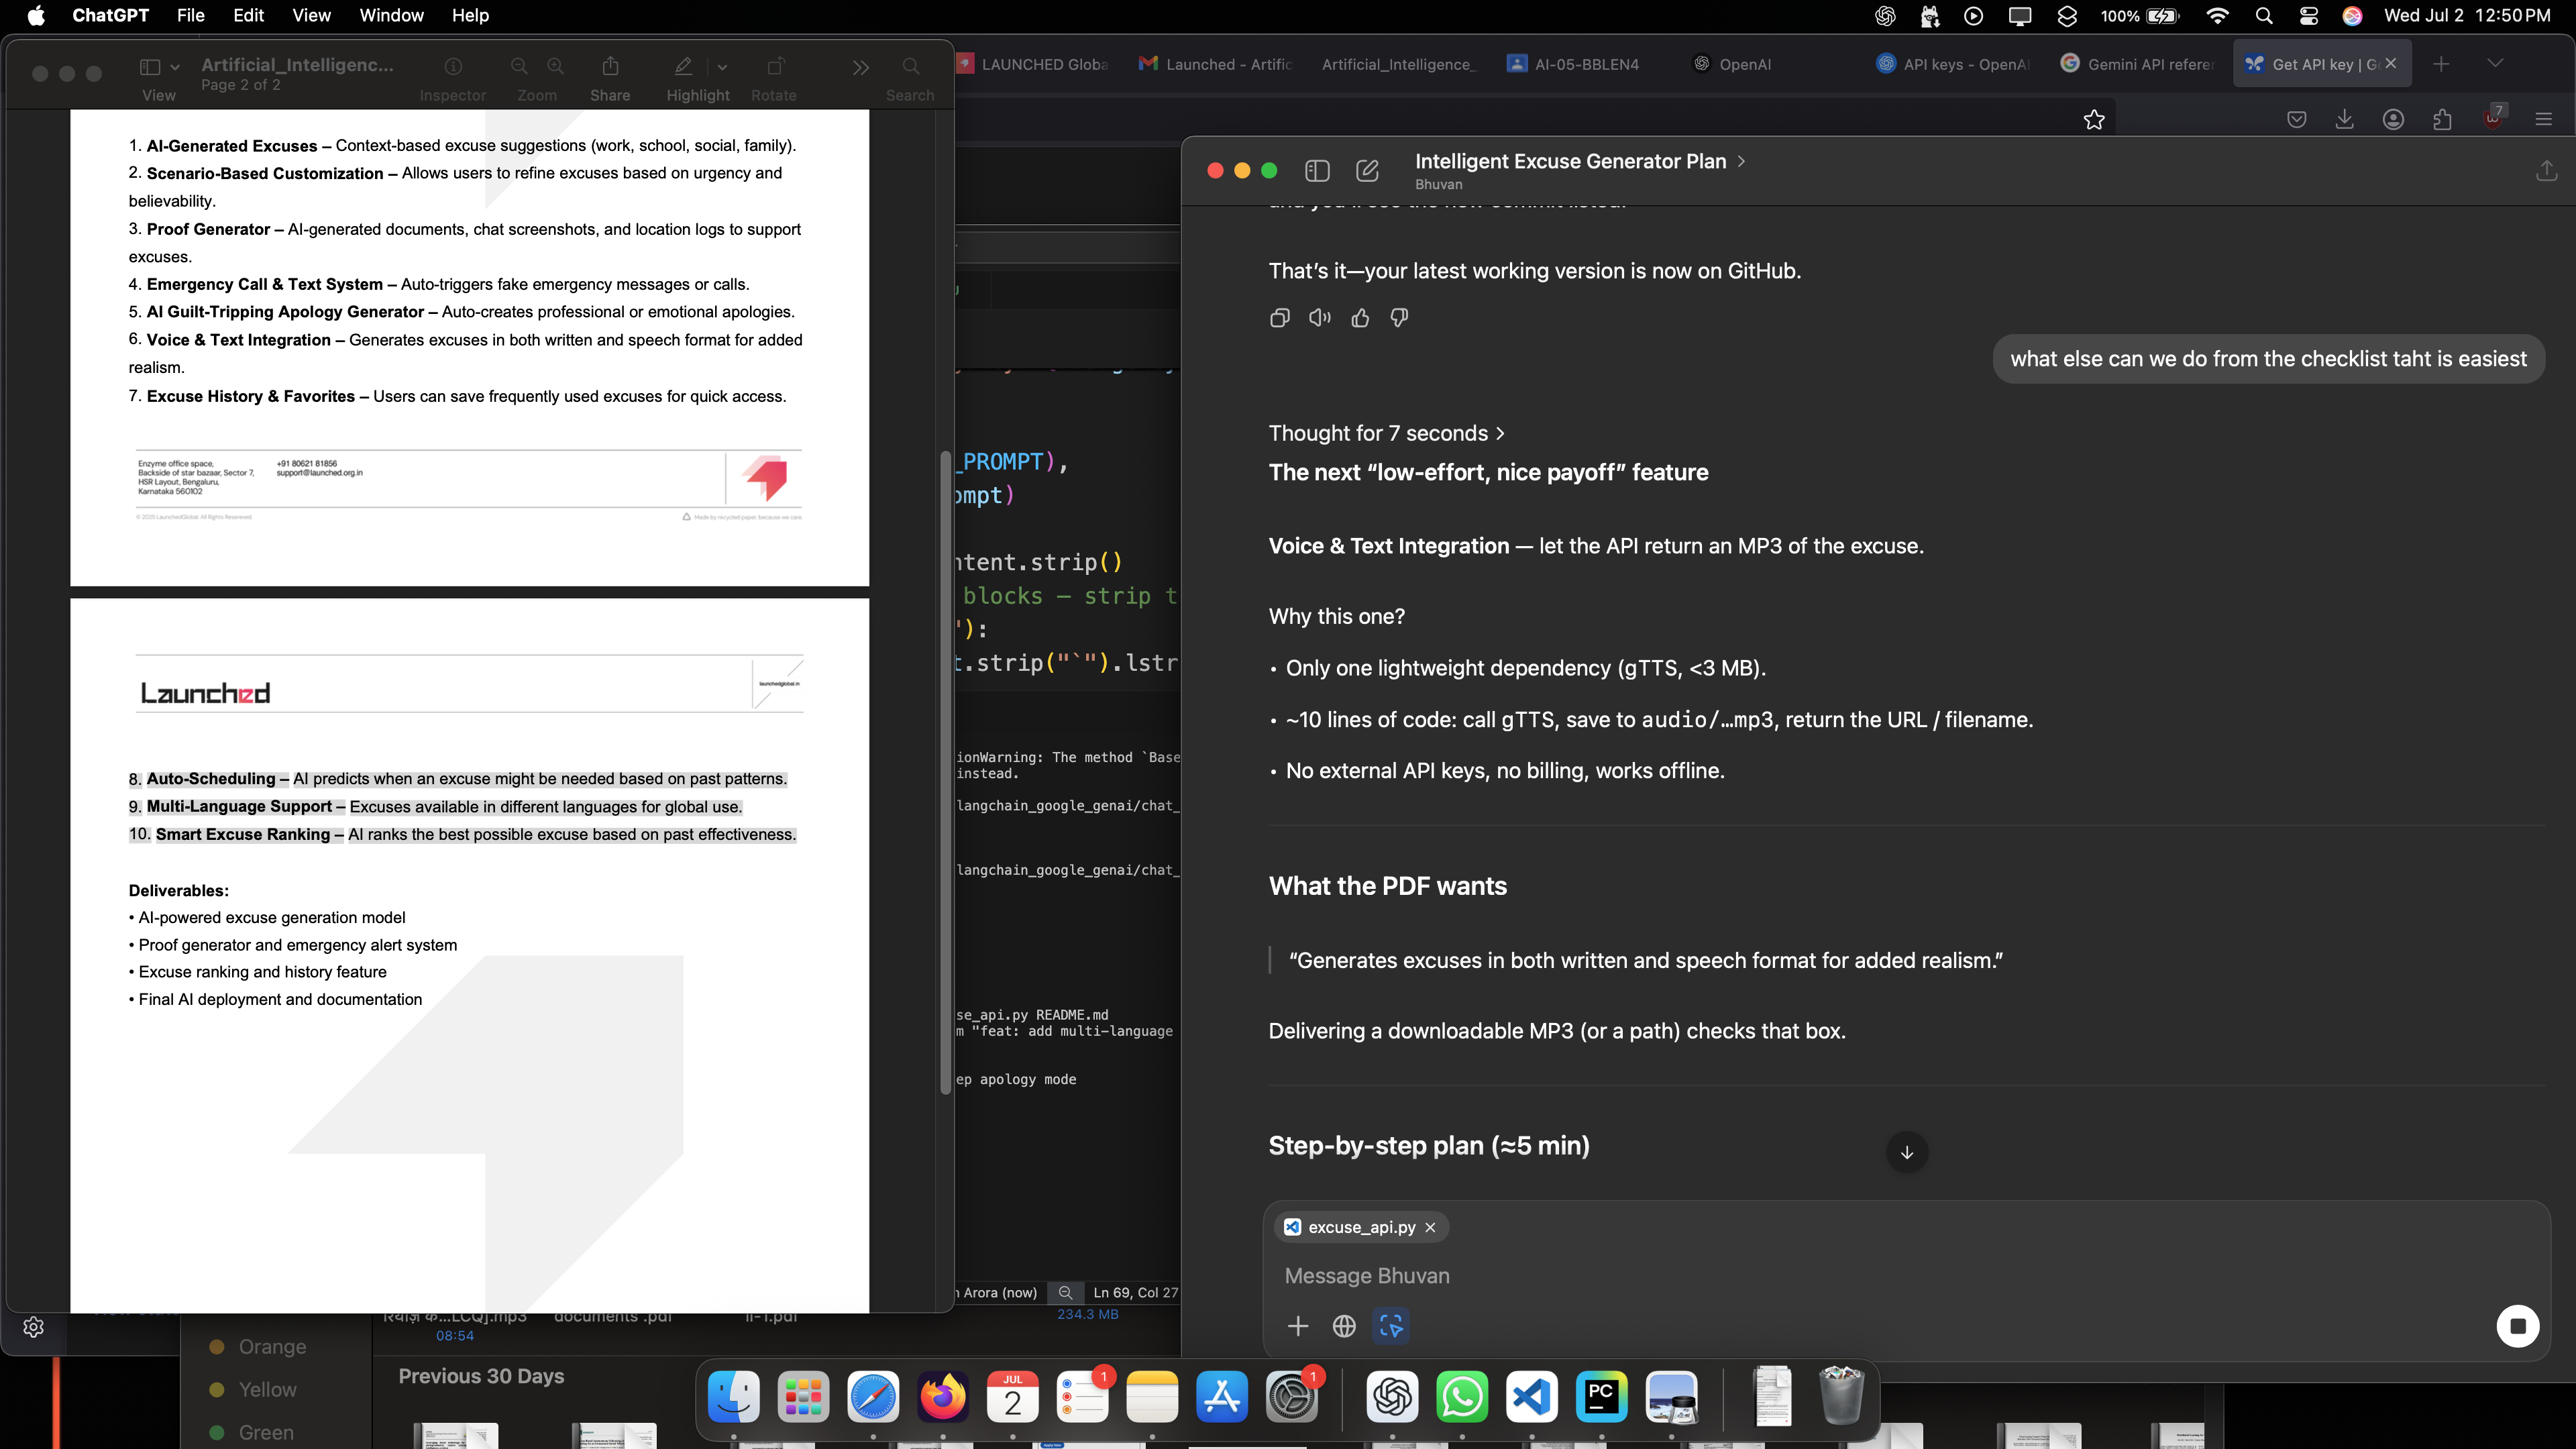 ChatGPT File Edit View Window Help
100% Wed Jul 2 12:50 PM
LAUNCHED Globa
Launched - Artific
Artificial_Intelligence_
AI-05-BBLEN4
OpenAI
API keys - OpenAI
Gemini API referer
Get API key | G
7
Artificial_Intelligenc...
Page 2 of 2
View Inspector Zoom Share Highlight Rotate Search
1. AI-Generated Excuses – Context-based excuse suggestions (work, school, social, family).
2. Scenario-Based Customization – Allows users to refine excuses based on urgency and
believability.
3. Proof Generator – AI-generated documents, chat screenshots, and location logs to support
excuses.
4. Emergency Call & Text System – Auto-triggers fake emergency messages or calls.
5. AI Guilt-Tripping Apology Generator – Auto-creates professional or emotional apologies.
6. Voice & Text Integration – Generates excuses in both written and speech format for added
realism.
7. Excuse History & Favorites – Users can save frequently used excuses for quick access.
Enzyme office space,
Backside of star bazaar, Sector 7,
HSR Layout, Bengaluru,
Karnataka 560102
+91 80621 81856
support@launched.org.in
© 2025 LaunchedGlobal. All Rights Resereved.
Made by recycled paper, because we care.
Launched
launchedglobal.in
8. Auto-Scheduling – AI predicts when an excuse might be needed based on past patterns.
9. Multi-Language Support – Excuses available in different languages for global use.
10. Smart Excuse Ranking – AI ranks the best possible excuse based on past effectiveness.
Deliverables:
• AI-powered excuse generation model
• Proof generator and emergency alert system
• Excuse ranking and history feature
• Final AI deployment and documentation
_PROMPT),
ompt)
ntent.strip()
blocks — strip t
"):
t.strip("`").lstr
ionWarning: The method `Base
instead.
langchain_google_genai/chat_
langchain_google_genai/chat_
se_api.py README.md
m "feat: add multi-language
ep apology mode
n Arora (now) Ln 69, Col 27
Intelligent Excuse Generator Plan
Bhuvan
That's it—your latest working version is now on GitHub.
what else can we do from the checklist taht is easiest
Thought for 7 seconds
The next “low-effort, nice payoff” feature
Voice & Text Integration — let the API return an MP3 of the excuse.
Why this one?
• Only one lightweight dependency (gTTS, <3 MB).
• ~10 lines of code: call gTTS, save to audio/…mp3, return the URL / filename.
• No external API keys, no billing, works offline.
What the PDF wants
“Generates excuses in both written and speech format for added realism.”
Delivering a downloadable MP3 (or a path) checks that box.
Step-by-step plan (≈5 min)
excuse_api.py
Message Bhuvan
...LCQ].mp3
08:54
documents .pdf
II-1.pdf
234.3 MB
Orange
Yellow
Green
Previous 30 Days
JUL
2
1
1
PC